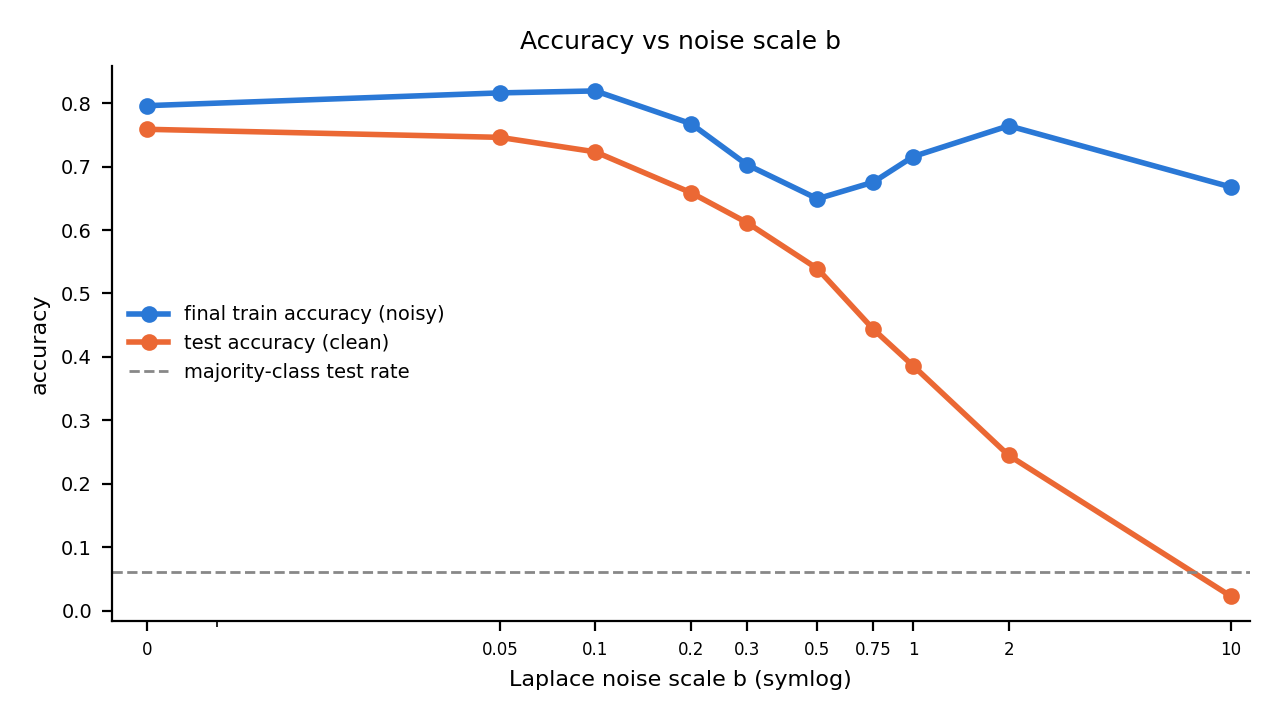 Accuracy vs noise scale b
accuracy
0.8
0.7
0.6
0.5
0.4
0.3
0.2
0.1
0.0
final train accuracy (noisy)
test accuracy (clean)
majority-class test rate
0 0.05 0.1 0.2 0.3 0.5 0.75 1 2 10
Laplace noise scale b (symlog)